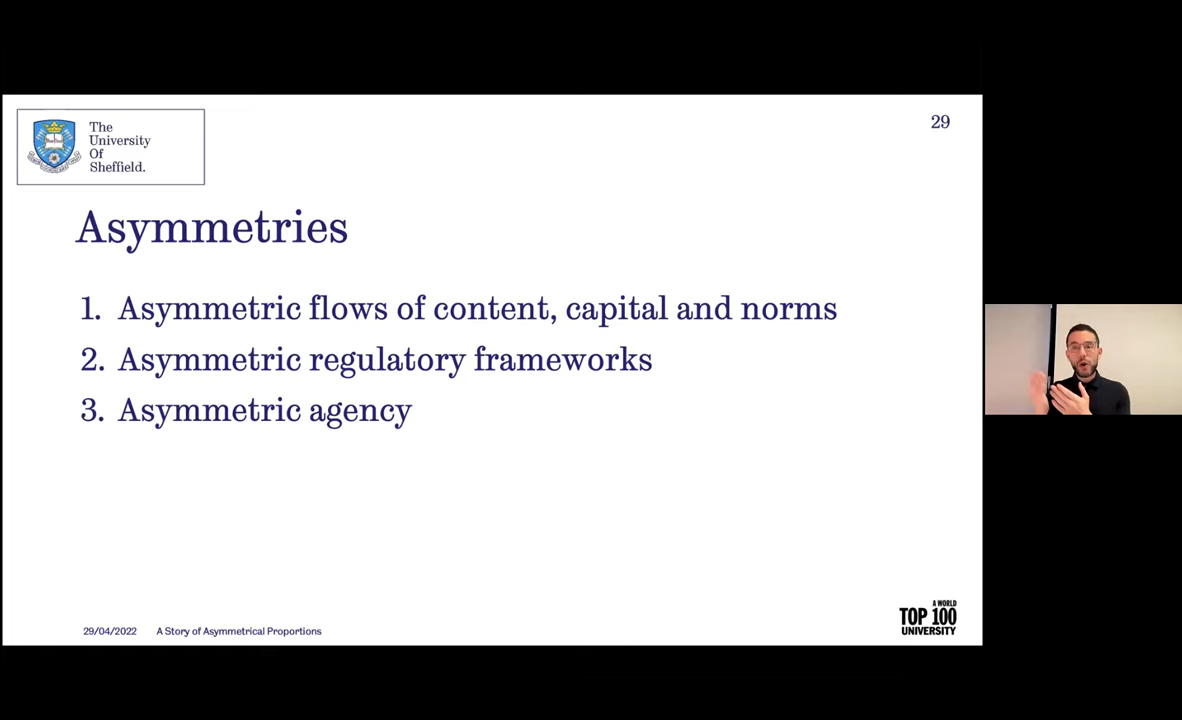 The
University
Of
Sheffield.
29
Asymmetries
1. Asymmetric flows of content, capital and norms
2. Asymmetric regulatory frameworks
3. Asymmetric agency
29/04/2022 A Story of Asymmetrical Proportions
A WORLD
TOP 100
UNIVERSITY